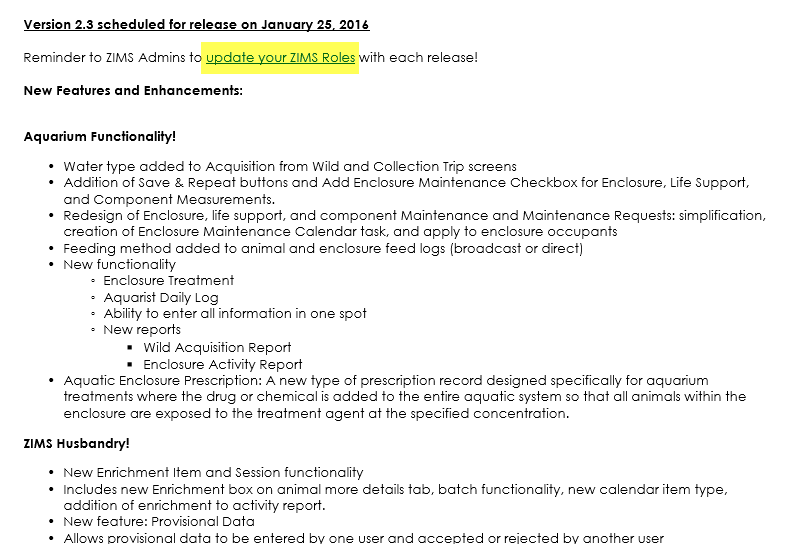 Version 2.3 scheduled for release on January 25, 2016
Reminder to ZIMS Admins to update your ZIMS Roles with each release!
New Features and Enhancements:
Aquarium Functionality!
• Water type added to Acquisition from Wild and Collection Trip screens
• Addition of Save & Repeat buttons and Add Enclosure Maintenance Checkbox for Enclosure, Life Support,
and Component Measurements.
• Redesign of Enclosure, life support, and component Maintenance and Maintenance Requests: simplification,
creation of Enclosure Maintenance Calendar task, and apply to enclosure occupants
• Feeding method added to animal and enclosure feed logs (broadcast or direct)
• New functionality
◦ Enclosure Treatment
◦ Aquarist Daily Log
◦ Ability to enter all information in one spot
◦ New reports
▪ Wild Acquisition Report
▪ Enclosure Activity Report
• Aquatic Enclosure Prescription: A new type of prescription record designed specifically for aquarium
treatments where the drug or chemical is added to the entire aquatic system so that all animals within the
enclosure are exposed to the treatment agent at the specified concentration.
ZIMS Husbandry!
• New Enrichment Item and Session functionality
• Includes new Enrichment box on animal more details tab, batch functionality, new calendar item type,
addition of enrichment to activity report.
• New feature: Provisional Data
• Allows provisional data to be entered by one user and accepted or rejected by another user